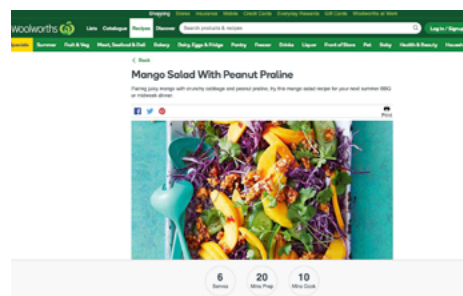 Shopping Stores Insurance Mobile Credit Cards Everyday Rewards Gift Cards Woolworths at Work
woolworths Lists Catalogue Recipes Discover Search products & recipes Log in / Signup
Specials Summer Fruit & Veg Meat, Seafood & Deli Bakery Dairy, Eggs & Fridge Pantry Freezer Drinks Liquor Front of Store Pet Baby Health & Beauty Household
Back
Mango Salad With Peanut Praline
Pairing juicy mango with crunchy cabbage and peanut praline, try this mango salad recipe for your next summer BBQ
or midweek dinner.
Print
6 20 10
Serves Mins Prep Mins Cook